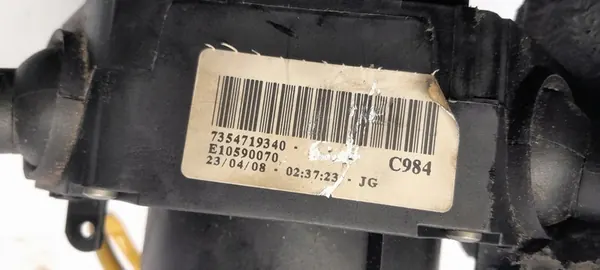 7354719340
E10590070
23/04/08 · 02:37:23 · JG
C984